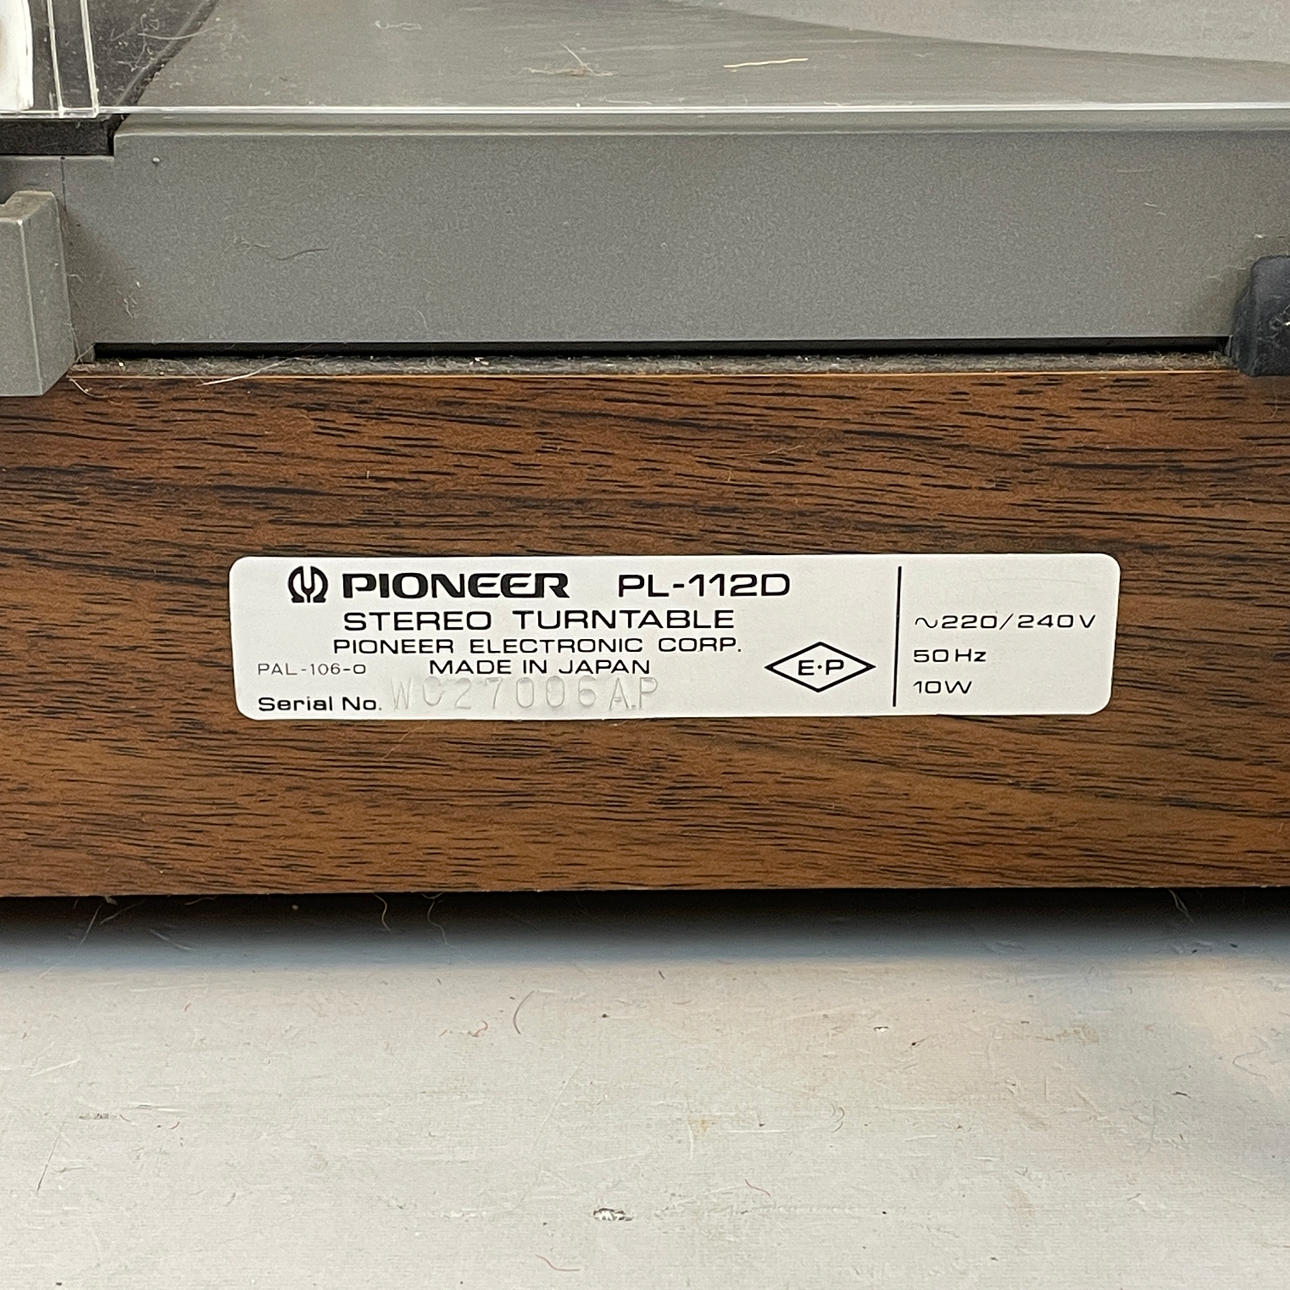 PIONEER PL-112D
STEREO TURNTABLE
PIONEER ELECTRONIC CORP.
PAL-106-0 MADE IN JAPAN
Serial No. WC27006AP
E·P
~220/240V
50Hz
10W